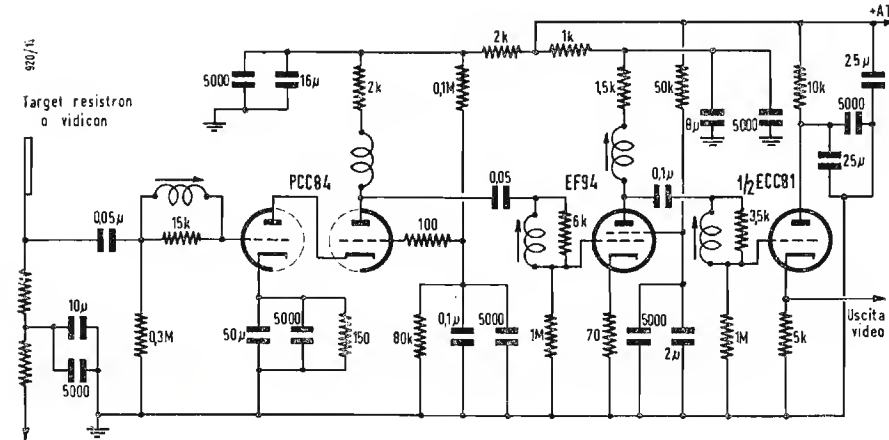 +AT
2k
1k
920/14
5000
16µ
2k
0,1M
1,5k
50k
8µ
5000
10k
25µ
5000
25µ
Target resistron
o vidicon
PCC84
0,05
EF94
0,1µ
1/2 ECC81
0,05µ
15k
100
6k
3,5k
10µ
5000
0,3M
50µ
5000
150
80k
0,1µ
5000
1M
70
5000
2µ
1M
5k
Uscita
video